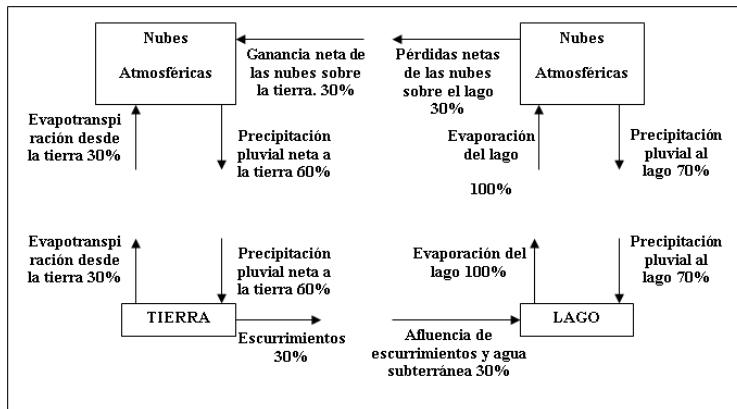 Nubes
Atmosféricas
Ganancia neta de
las nubes sobre
la tierra. 30%
Pérdidas netas
de las nubes
sobre el lago
30%
Nubes
Atmosféricas
Evapotranspi
ración desde
la tierra 30%
Precipitación
pluvial neta a
la tierra 60%
Evaporación
del lago
100%
Precipitación
pluvial al
lago 70%
Evapotranspi
ración desde
la tierra 30%
Precipitación
pluvial neta a
la tierra 60%
Evaporación del
lago 100%
Precipitación
pluvial al
lago 70%
TIERRA
Escurrimientos
30%
Afluencia de
escurrimientos y agua
subterránea 30%
LAGO